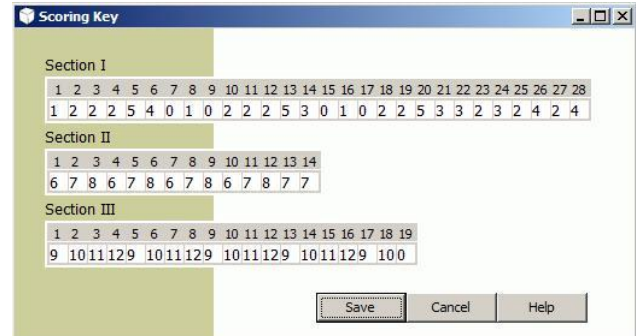 Scoring Key
Section I
1 2 3 4 5 6 7 8 9 10 11 12 13 14 15 16 17 18 19 20 21 22 23 24 25 26 27 28
1 2 2 2 5 4 0 1 0 2 2 2 5 3 0 1 0 2 2 5 3 3 2 3 2 4 2 4
Section II
1 2 3 4 5 6 7 8 9 10 11 12 13 14
6 7 8 6 7 8 6 7 8 6 7 8 7 7
Section III
1 2 3 4 5 6 7 8 9 10 11 12 13 14 15 16 17 18 19
9 10 11 12 9 10 11 12 9 10 11 12 9 10 11 12 9 10 0
Save Cancel Help